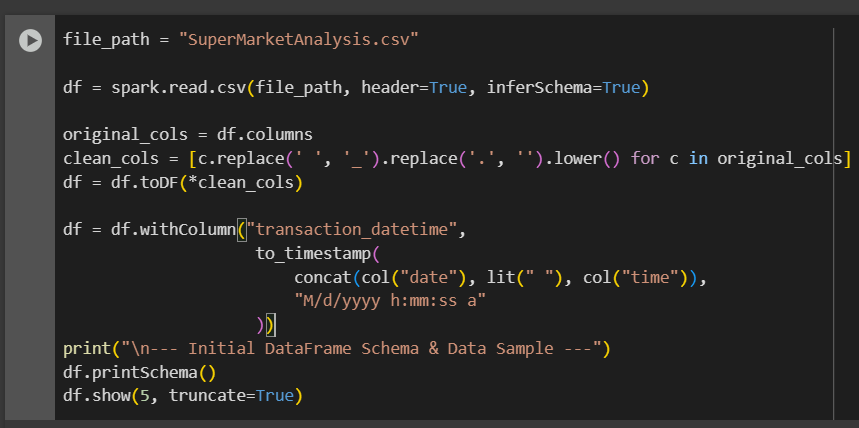 file_path = "SuperMarketAnalysis.csv"
df = spark.read.csv(file_path, header=True, inferSchema=True)
original_cols = df.columns
clean_cols = [c.replace(' ', '_').replace('.', '').lower() for c in original_cols]
df = df.toDF(*clean_cols)
df = df.withColumn("transaction_datetime",
to_timestamp(
concat(col("date"), lit(" "), col("time")),
"M/d/yyyy h:mm:ss a"
))
print("\n--- Initial DataFrame Schema & Data Sample ---")
df.printSchema()
df.show(5, truncate=True)